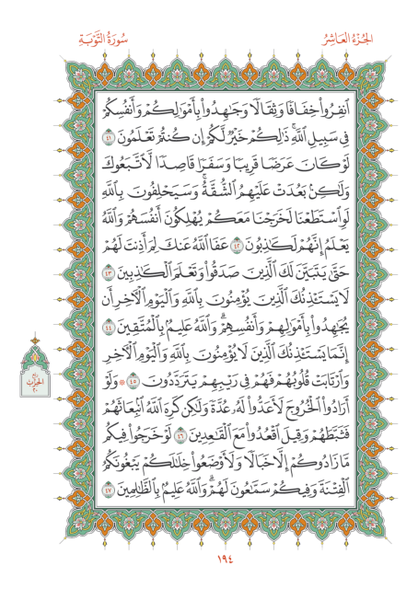 الجُزْءُ العَاشِرُ
سُورَةُ التَّوْبَةِ
ٱنفِرُوا۟ خِفَافًا وَثِقَالًا وَجَـٰهِدُوا۟ بِأَمْوَٰلِكُمْ وَأَنفُسِكُمْ
فِى سَبِيلِ ٱللَّهِ ذَٰلِكُمْ خَيْرٌ لَّكُمْ إِن كُنتُمْ تَعْلَمُونَ ٤١
لَوْ كَانَ عَرَضًا قَرِيبًا وَسَفَرًا قَاصِدًا لَّٱتَّبَعُوكَ
وَلَـٰكِنۢ بَعُدَتْ عَلَيْهِمُ ٱلشُّقَّةُ ۚ وَسَيَحْلِفُونَ بِٱللَّهِ
لَوِ ٱسْتَطَعْنَا لَخَرَجْنَا مَعَكُمْ يُهْلِكُونَ أَنفُسَهُمْ وَٱللَّهُ
يَعْلَمُ إِنَّهُمْ لَكَـٰذِبُونَ ٤٢ عَفَا ٱللَّهُ عَنكَ لِمَ أَذِنتَ لَهُمْ
حَتَّىٰ يَتَبَيَّنَ لَكَ ٱلَّذِينَ صَدَقُوا۟ وَتَعْلَمَ ٱلْكَـٰذِبِينَ ٤٣
لَا يَسْتَـْٔذِنُكَ ٱلَّذِينَ يُؤْمِنُونَ بِٱللَّهِ وَٱلْيَوْمِ ٱلْـَٔاخِرِ أَن
يُجَـٰهِدُوا۟ بِأَمْوَٰلِهِمْ وَأَنفُسِهِمْ ۗ وَٱللَّهُ عَلِيمٌۢ بِٱلْمُتَّقِينَ ٤٤
إِنَّمَا يَسْتَـْٔذِنُكَ ٱلَّذِينَ لَا يُؤْمِنُونَ بِٱللَّهِ وَٱلْيَوْمِ ٱلْـَٔاخِرِ
وَٱرْتَابَتْ قُلُوبُهُمْ فَهُمْ فِى رَيْبِهِمْ يَتَرَدَّدُونَ ٤٥ ۞ وَلَوْ
أَرَادُوا۟ ٱلْخُرُوجَ لَأَعَدُّوا۟ لَهُۥ عُدَّةً وَلَـٰكِن كَرِهَ ٱللَّهُ ٱنۢبِعَاثَهُمْ
فَثَبَّطَهُمْ وَقِيلَ ٱقْعُدُوا۟ مَعَ ٱلْقَـٰعِدِينَ ٤٦ لَوْ خَرَجُوا۟ فِيكُم
مَّا زَادُوكُمْ إِلَّا خَبَالًا وَلَأَوْضَعُوا۟ خِلَـٰلَكُمْ يَبْغُونَكُمُ
ٱلْفِتْنَةَ وَفِيكُمْ سَمَّـٰعُونَ لَهُمْ ۗ وَٱللَّهُ عَلِيمٌۢ بِٱلظَّـٰلِمِينَ ٤٧
١٩٤